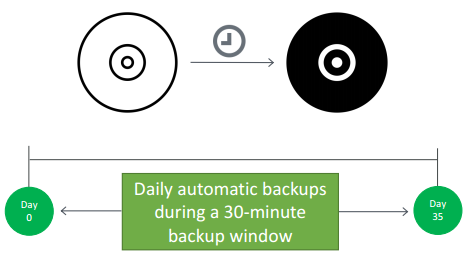 Day
0
Daily automatic backups
during a 30-minute
backup window
Day
35